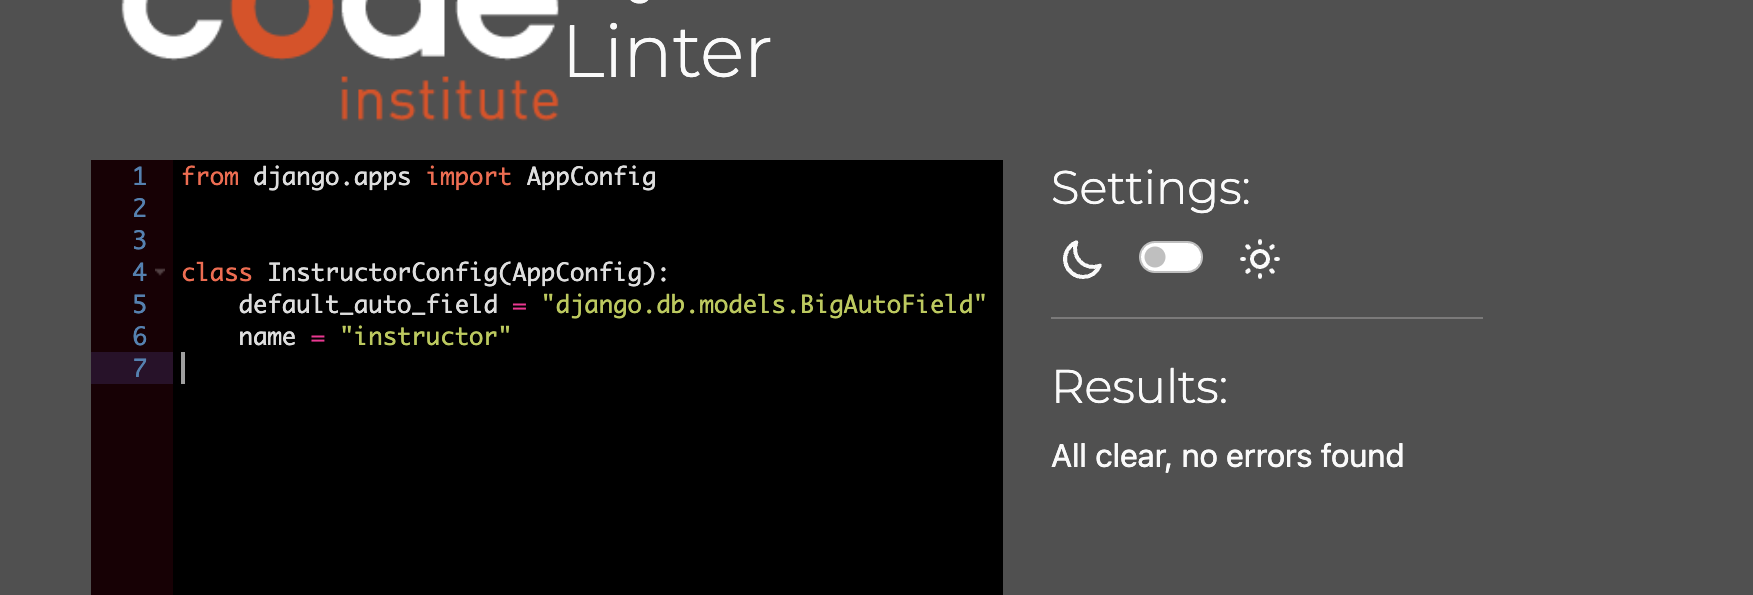 code
institute
Linter
1 from django.apps import AppConfig
2
3
4 class InstructorConfig(AppConfig):
5 default_auto_field = "django.db.models.BigAutoField"
6 name = "instructor"
7
Settings:
Results:
All clear, no errors found